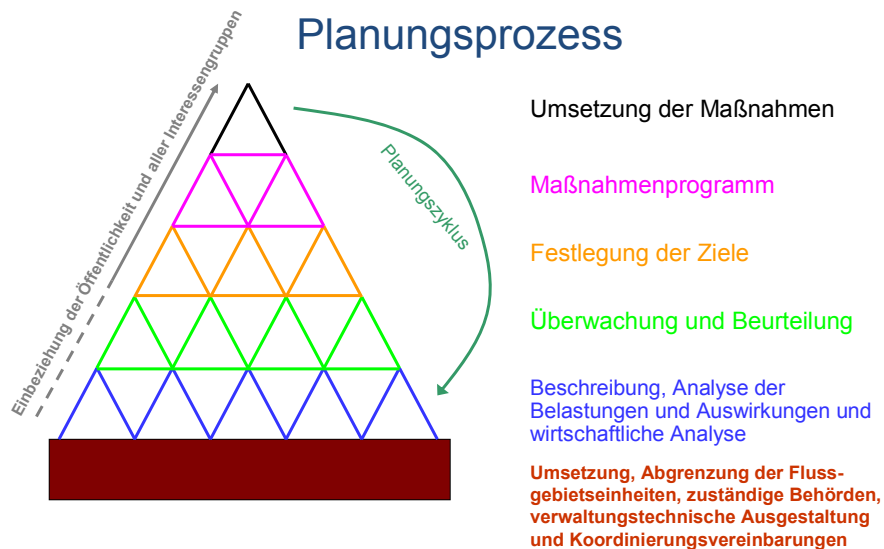 Planungsprozess
Einbeziehung der Öffentlichkeit und aller Interessengruppen
Planungszyklus
Umsetzung der Maßnahmen
Maßnahmenprogramm
Festlegung der Ziele
Überwachung und Beurteilung
Beschreibung, Analyse der
Belastungen und Auswirkungen und
wirtschaftliche Analyse
Umsetzung, Abgrenzung der Fluss-
gebietseinheiten, zuständige Behörden,
verwaltungstechnische Ausgestaltung
und Koordinierungsvereinbarungen